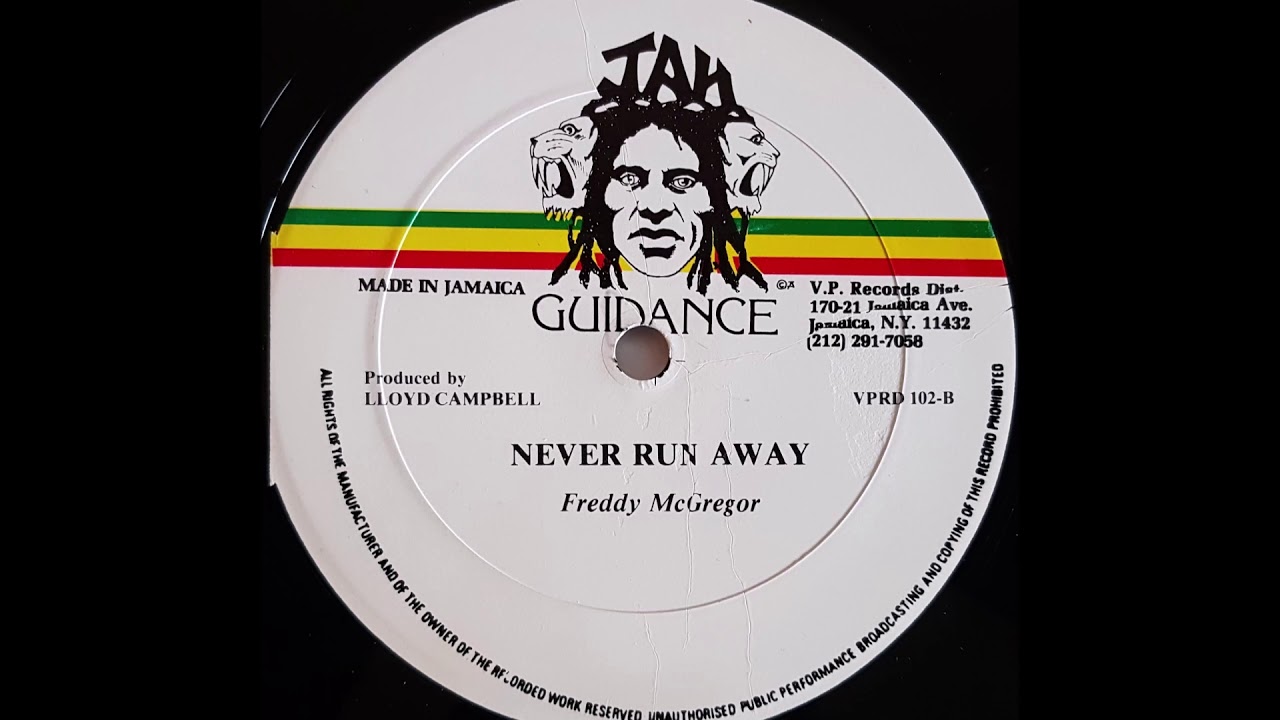 JAH
GUIDANCE
MADE IN JAMAICA
V.P. Records Dist.
170-21 Jamaica Ave.
Jamaica, N.Y. 11432
(212) 291-7058
Produced by
LLOYD CAMPBELL
VPRD 102-B
NEVER RUN AWAY
Freddy McGregor
ALL RIGHTS OF THE MANUFACTURER AND OF THE OWNER OF THE RECORDED WORK RESERVED. UNAUTHORISED PUBLIC PERFORMANCE BROADCASTING AND COPYING OF THIS RECORD PROHIBITED